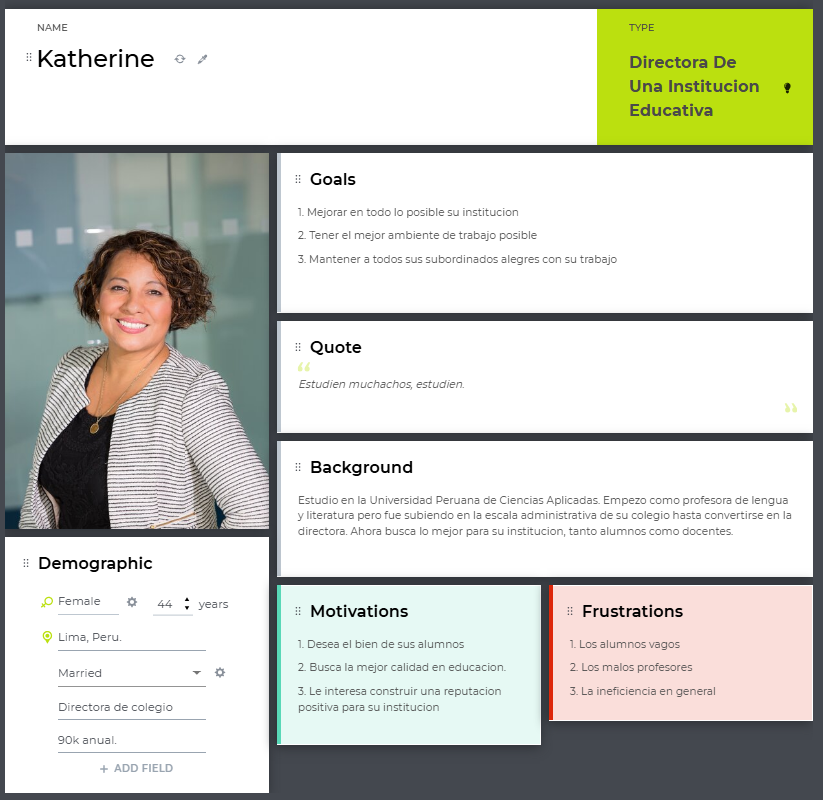 NAME
Katherine
TYPE
Directora De
Una Institucion
Educativa
Goals
1. Mejorar en todo lo posible su institucion
2. Tener el mejor ambiente de trabajo posible
3. Mantener a todos sus subordinados alegres con su trabajo
Quote
“
Estudien muchachos, estudien.
”
Background
Estudio en la Universidad Peruana de Ciencias Aplicadas. Empezo como profesora de lengua
y literatura pero fue subiendo en la escala administrativa de su colegio hasta convertirse en la
directora. Ahora busca lo mejor para su institucion, tanto alumnos como docentes.
Demographic
Female 44 years
Lima, Peru.
Married
Directora de colegio
90k anual.
+ ADD FIELD
Motivations
1. Desea el bien de sus alumnos
2. Busca la mejor calidad en educacion.
3. Le interesa construir una reputacion
positiva para su institucion
Frustrations
1. Los alumnos vagos
2. Los malos profesores
3. La ineficiencia en general